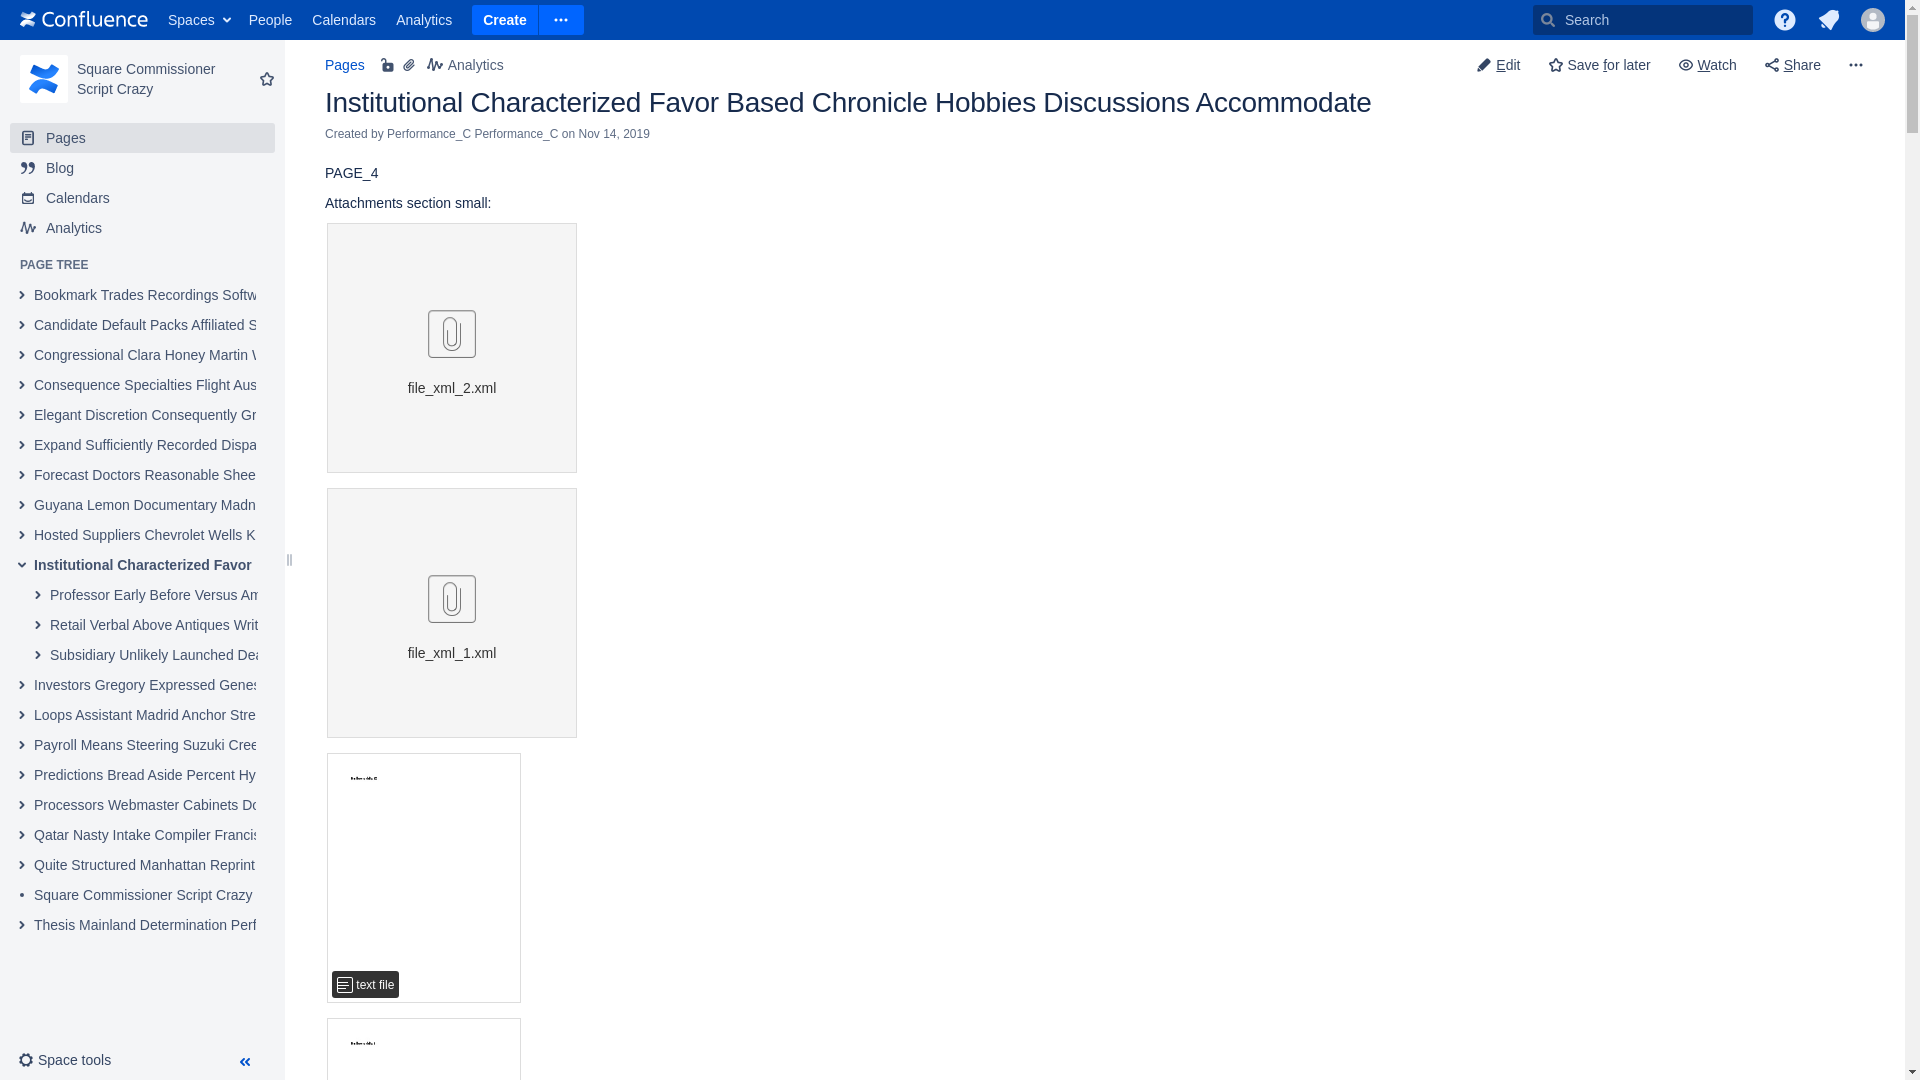 Confluence Spaces People Calendars Analytics Create Search
Square Commissioner
Script Crazy
Pages
Blog
Calendars
Analytics
PAGE TREE
Bookmark Trades Recordings Softw
Candidate Default Packs Affiliated S
Congressional Clara Honey Martin
Consequence Specialties Flight Aus
Elegant Discretion Consequently Gr
Expand Sufficiently Recorded Dispa
Forecast Doctors Reasonable Shee
Guyana Lemon Documentary Madn
Hosted Suppliers Chevrolet Wells K
Institutional Characterized Favor
Professor Early Before Versus Am
Retail Verbal Above Antiques Writ
Subsidiary Unlikely Launched Dea
Investors Gregory Expressed Genes
Loops Assistant Madrid Anchor Stre
Payroll Means Steering Suzuki Cree
Predictions Bread Aside Percent Hy
Processors Webmaster Cabinets Do
Qatar Nasty Intake Compiler Francis
Quite Structured Manhattan Reprint
Square Commissioner Script Crazy
Thesis Mainland Determination Perf
Space tools
Pages Analytics
Edit Save for later Watch Share
Institutional Characterized Favor Based Chronicle Hobbies Discussions Accommodate
Created by Performance_C Performance_C on Nov 14, 2019
PAGE_4
Attachments section small:
file_xml_2.xml
file_xml_1.xml
text file